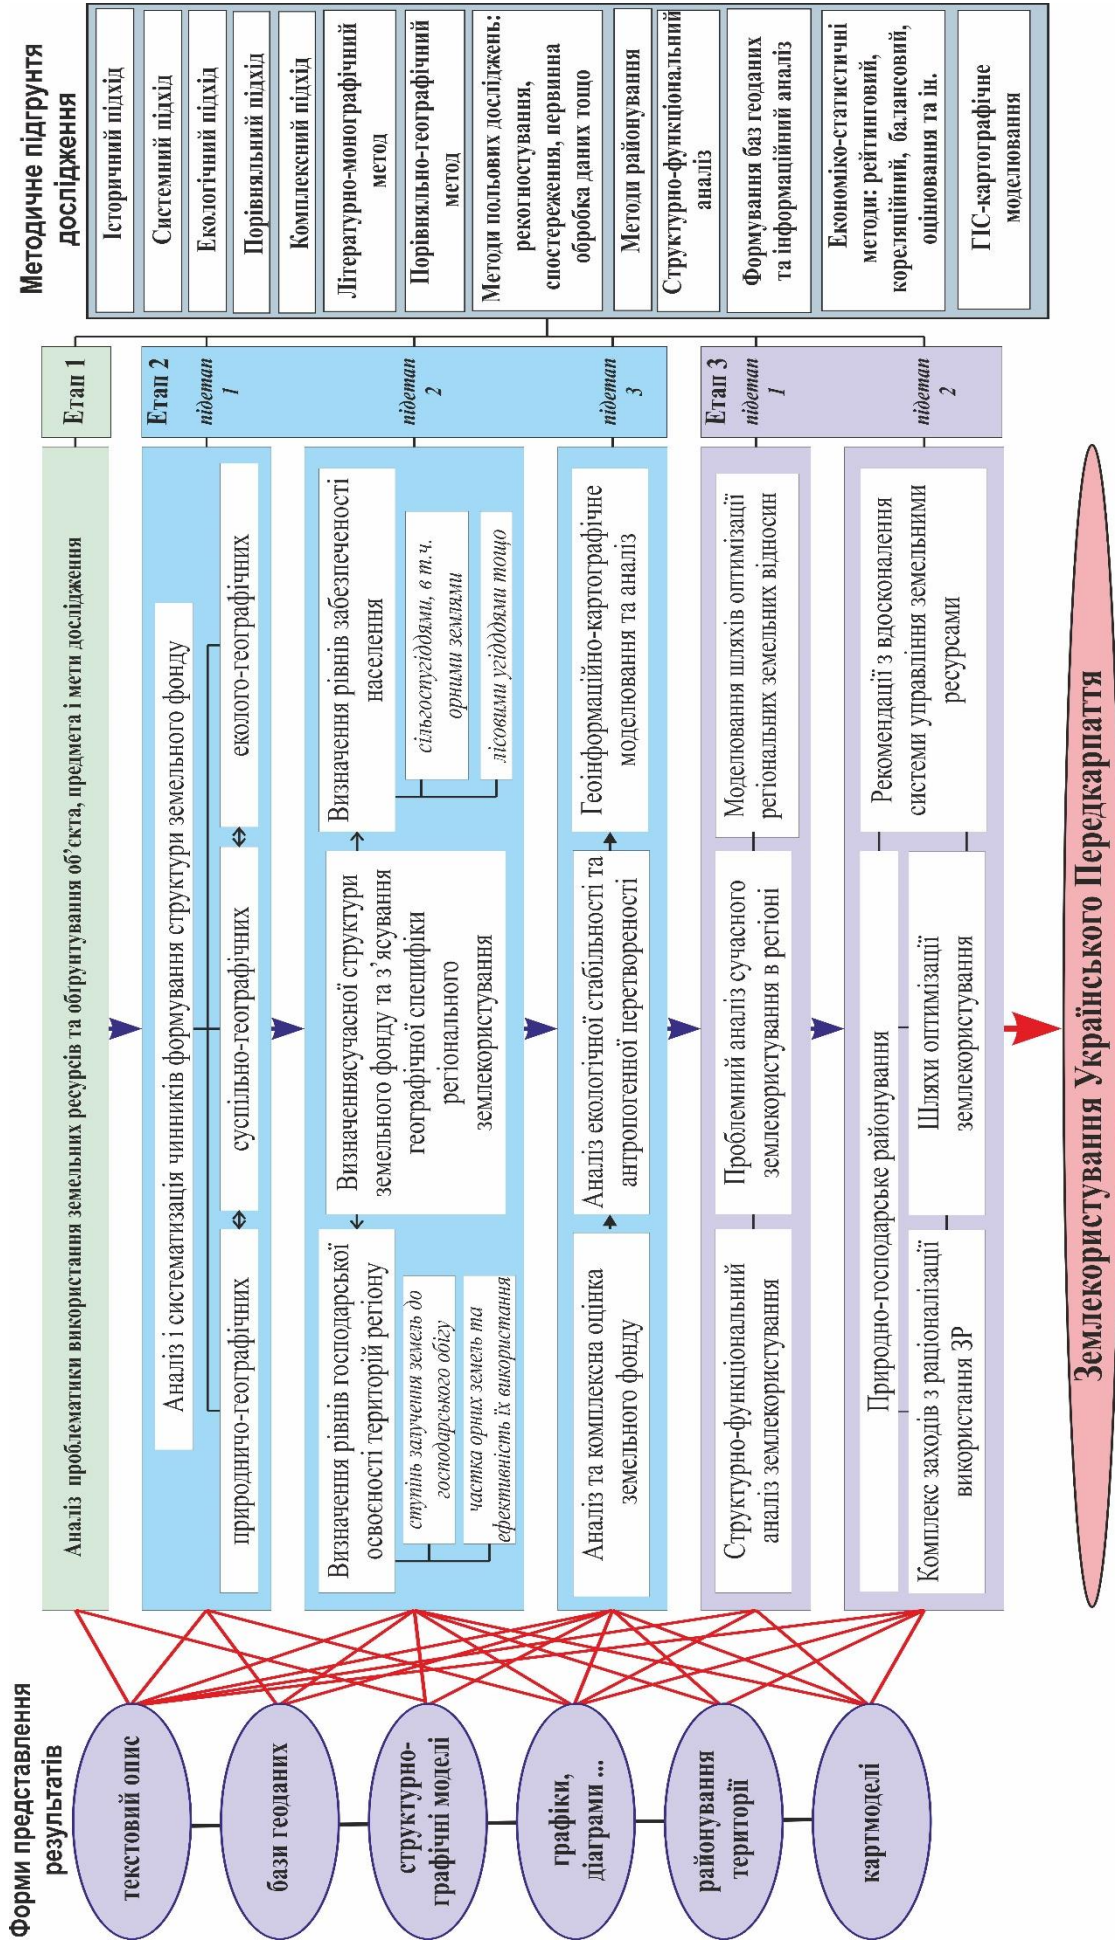 Форми представлення
результатів
текстовий опис
бази геоданих
структурно-
графічні моделі
графіки,
діаграми ...
районування
території
картмоделі
Аналіз проблематики використання земельних ресурсів та обґрунтування об’єкта, предмета і мети дослідження
Етап 1
Аналіз і систематизація чинників формування структури земельного фонду
природничо-географічних
суспільно-географічних
еколого-географічних
Етап 2
підетап
1
Визначення рівнів господарської
освоєності територій регіону
ступінь залучення земель до
господарського обігу
частка орних земель та
ефективність їх використання
Визначеннясучасної структури
земельного фонду та з’ясування
географічної специфіки
регіонального
землекористування
Визначення рівнів забезпеченості
населення
сільгоспугіддями, в т.ч.
орними землями
лісовими угідддями тощо
підетап
2
Аналіз та комплексна оцінка
земельного фонду
Аналіз екологічної стабільності та
антропогенної перетвореності
Геоінформаційно-картографічне
моделювання та аналіз
підетап
3
Структурно-функціональний
аналіз землекористування
Проблемний аналіз сучасного
землекористування в регіоні
Моделювання шляхів оптимізації
регіональних земельних відносин
Етап 3
підетап
1
Природно-господарське районування
Комплекс заходів з раціоналізації
використання ЗР
Шляхи оптимізації
землекористування
Рекомендації з вдосконалення
системи управління земельними
ресурсами
підетап
2
Землекористування Українського Передкарпаття
Методичне підґрунтя
дослідження
Історичний підхід
Системний підхід
Екологічний підхід
Порівняльний підхід
Комплексний підхід
Літературно-монографічний
метод
Порівняльно-географічний
метод
Методи польових досліджень:
рекогностування,
спостереження, первинна
обробка даних тощо
Методи районування
Структурно-функціональний
аналіз
Формування баз геоданих
та інформаційний аналіз
Економіко-статистичні
методи: рейтинговий,
кореляційний, балансовий,
оцінювання та ін.
ГІС-картографічне
моделювання